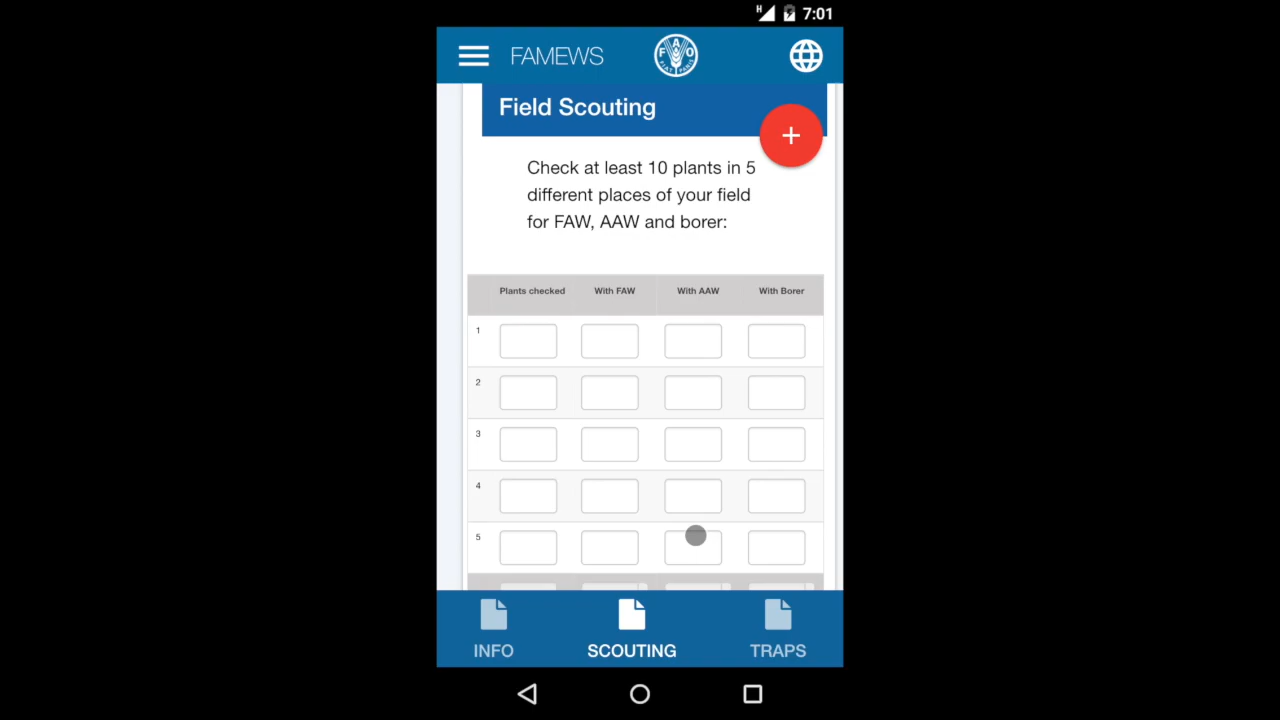 H 7:01
FAMEWS
F A O
FIAT PANIS
Field Scouting
+
Check at least 10 plants in 5
different places of your field
for FAW, AAW and borer:
Plants checked With FAW With AAW With Borer
1
2
3
4
5
INFO SCOUTING TRAPS